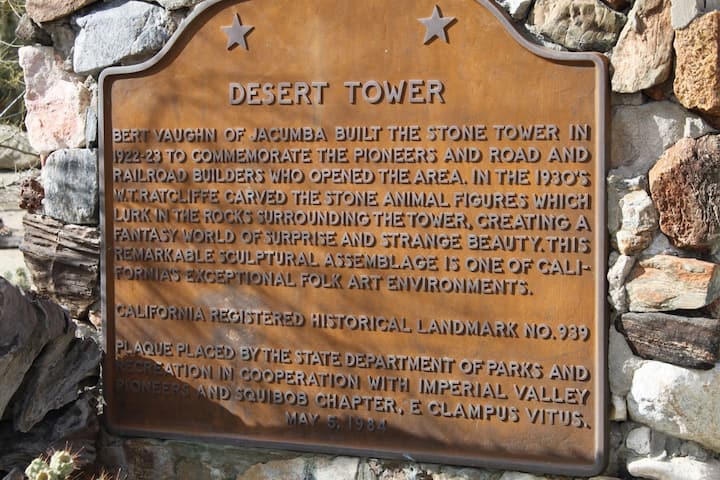 DESERT TOWER
BERT VAUGHN OF JACUMBA BUILT THE STONE TOWER IN
1922-23 TO COMMEMORATE THE PIONEERS AND ROAD AND
RAILROAD BUILDERS WHO OPENED THE AREA. IN THE 1930'S
W.T. RATCLIFFE CARVED THE STONE ANIMAL FIGURES WHICH
LURK IN THE ROCKS SURROUNDING THE TOWER, CREATING A
FANTASY WORLD OF SURPRISE AND STRANGE BEAUTY. THIS
REMARKABLE SCULPTURAL ASSEMBLAGE IS ONE OF CALI-
FORNIA'S EXCEPTIONAL FOLK ART ENVIRONMENTS.
CALIFORNIA REGISTERED HISTORICAL LANDMARK NO. 939
PLAQUE PLACED BY THE STATE DEPARTMENT OF PARKS AND
RECREATION IN COOPERATION WITH IMPERIAL VALLEY
PIONEERS AND SQUIBOB CHAPTER, E CLAMPUS VITUS.
MAY 5, 1984